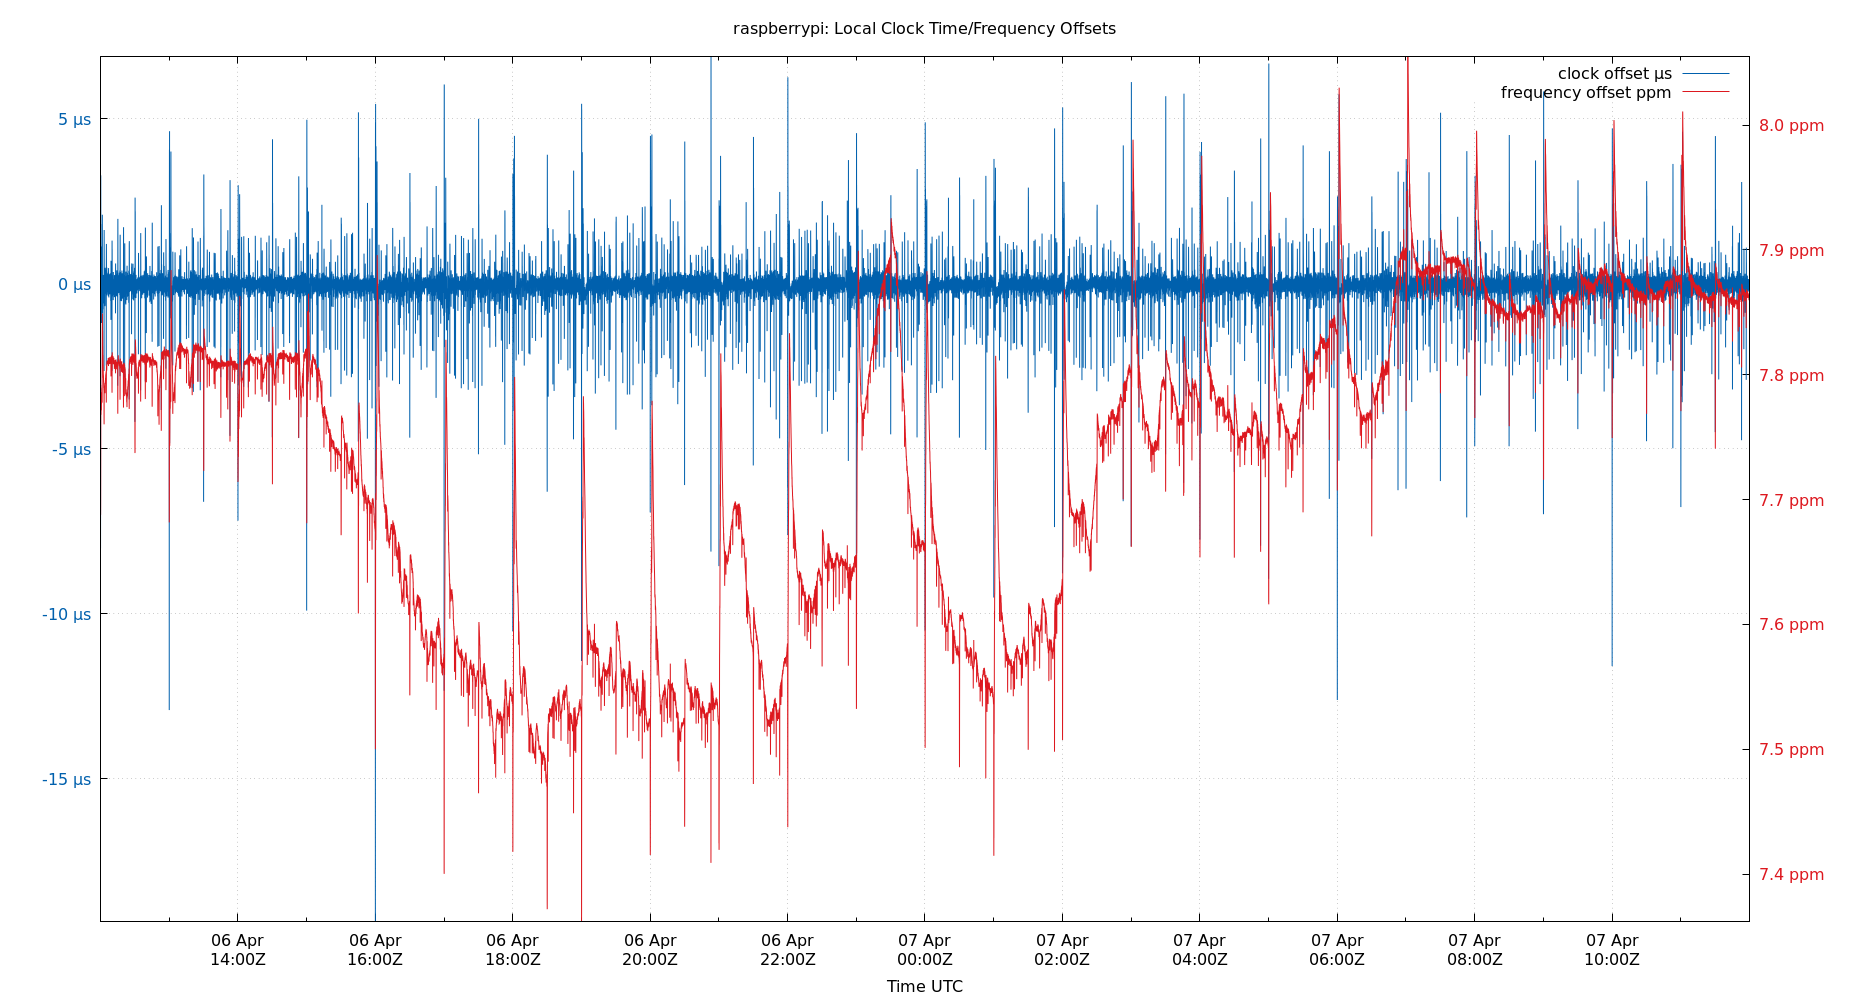 raspberrypi: Local Clock Time/Frequency Offsets
clock offset µs
frequency offset ppm
5 µs
0 µs
-5 µs
-10 µs
-15 µs
8.0 ppm
7.9 ppm
7.8 ppm
7.7 ppm
7.6 ppm
7.5 ppm
7.4 ppm
06 Apr 06 Apr 06 Apr 06 Apr 06 Apr 07 Apr 07 Apr 07 Apr 07 Apr 07 Apr 07 Apr
14:00Z 16:00Z 18:00Z 20:00Z 22:00Z 00:00Z 02:00Z 04:00Z 06:00Z 08:00Z 10:00Z
Time UTC